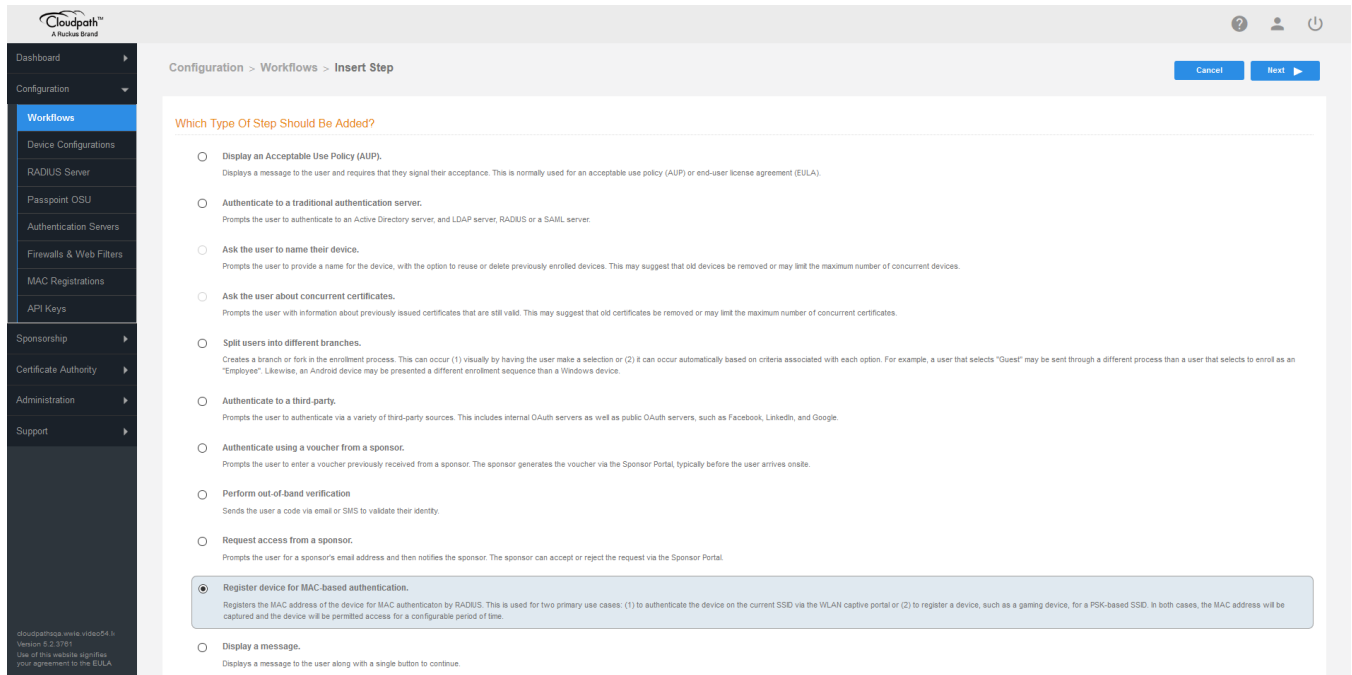 Cloudpath™
A Ruckus Brand
Dashboard
Configuration
Workflows
Device Configurations
RADIUS Server
Passpoint OSU
Authentication Servers
Firewalls & Web Filters
MAC Registrations
API Keys
Sponsorship
Certificate Authority
Administration
Support
cloudpathsqa.wwie.video54.l
Version 5.2.3761
Use of this website signifies
your agreement to the EULA
Configuration > Workflows > Insert Step
Cancel
Next
Which Type Of Step Should Be Added?
Display an Acceptable Use Policy (AUP).
Displays a message to the user and requires that they signal their acceptance. This is normally used for an acceptable use policy (AUP) or end-user license agreement (EULA).
Authenticate to a traditional authentication server.
Prompts the user to authenticate to an Active Directory server, and LDAP server, RADIUS or a SAML server.
Ask the user to name their device.
Prompts the user to provide a name for the device, with the option to reuse or delete previously enrolled devices. This may suggest that old devices be removed or may limit the maximum number of concurrent devices.
Ask the user about concurrent certificates.
Prompts the user with information about previously issued certificates that are still valid. This may suggest that old certificates be removed or may limit the maximum number of concurrent certificates.
Split users into different branches.
Creates a branch or fork in the enrollment process. This can occur (1) visually by having the user make a selection or (2) it can occur automatically based on criteria associated with each option. For example, a user that selects "Guest" may be sent through a different process than a user that selects to enroll as an
"Employee". Likewise, an Android device may be presented a different enrollment sequence than a Windows device.
Authenticate to a third-party.
Prompts the user to authenticate via a variety of third-party sources. This includes internal OAuth servers as well as public OAuth servers, such as Facebook, LinkedIn, and Google.
Authenticate using a voucher from a sponsor.
Prompts the user to enter a voucher previously received from a sponsor. The sponsor generates the voucher via the Sponsor Portal, typically before the user arrives onsite.
Perform out-of-band verification
Sends the user a code via email or SMS to validate their identity.
Request access from a sponsor.
Prompts the user for a sponsor's email address and then notifies the sponsor. The sponsor can accept or reject the request via the Sponsor Portal.
Register device for MAC-based authentication.
Registers the MAC address of the device for MAC authenticaton by RADIUS. This is used for two primary use cases: (1) to authenticate the device on the current SSID via the WLAN captive portal or (2) to register a device, such as a gaming device, for a PSK-based SSID. In both cases, the MAC address will be
captured and the device will be permitted access for a configurable period of time.
Display a message.
Displays a message to the user along with a single button to continue.